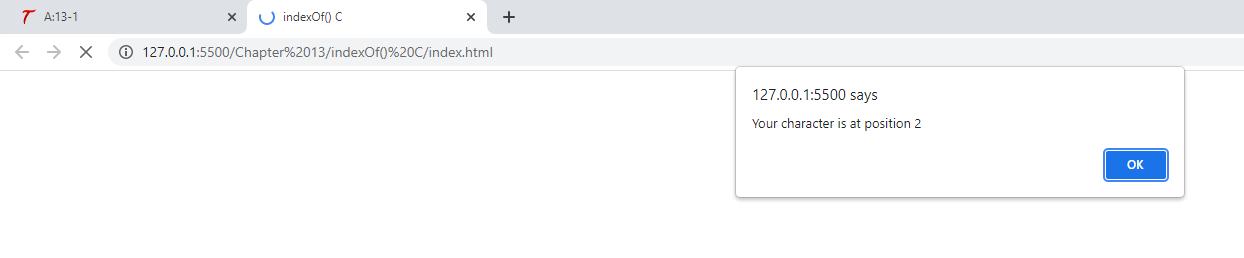 A:13-1
indexOf() C
127.0.0.1:5500/Chapter%2013/indexOf()%20C/index.html
127.0.0.1:5500 says
Your character is at position 2
OK